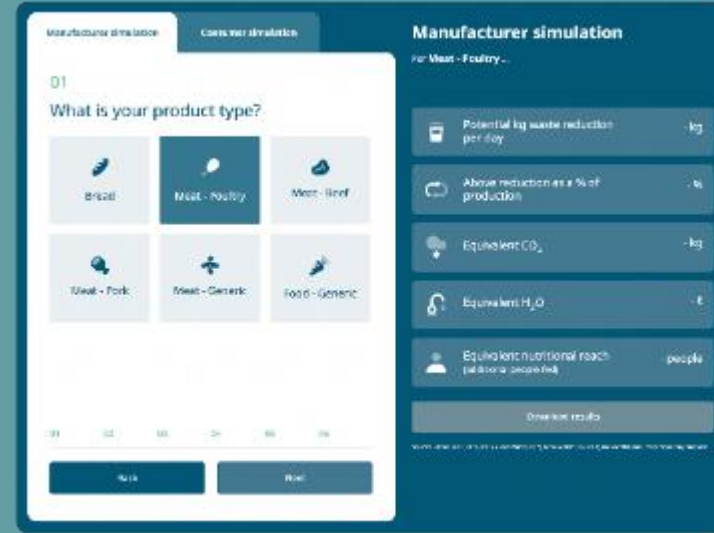 Manufacturer simulation
Consumer simulation
01
What is your product type?
Bread
Meat - Poultry
Meat - Beef
Meat - Pork
Meat - Generic
Food - Generic
01 02 03 04 05 06
Back
Next
Manufacturer simulation
For Meat - Poultry ...
Potential kg waste reduction
per day
- kg
Above reduction as a % of
production
- %
Equivalent CO₂
- kg
Equivalent H₂O
- ℓ
Equivalent nutritional reach
(additional people fed)
- people
Download results